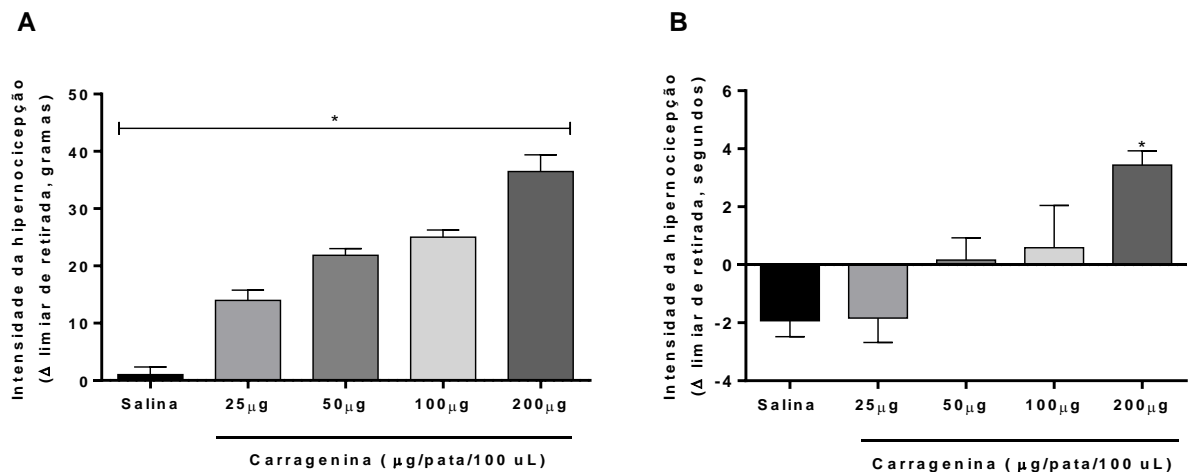 A
Intensidade da hipernocicepção
(Δ limiar de retirada, gramas)
50
40
30
20
10
0
*
Salina
25µg
50µg
100µg
200µg
Carragenina ( µg/pata/100 uL)
B
Intensidade da hipernocicepção
(Δ limiar de retirada, segundos)
6
4
2
0
-2
-4
*
Salina
25µg
50µg
100µg
200µg
Carragenina ( µg/pata/100 uL)